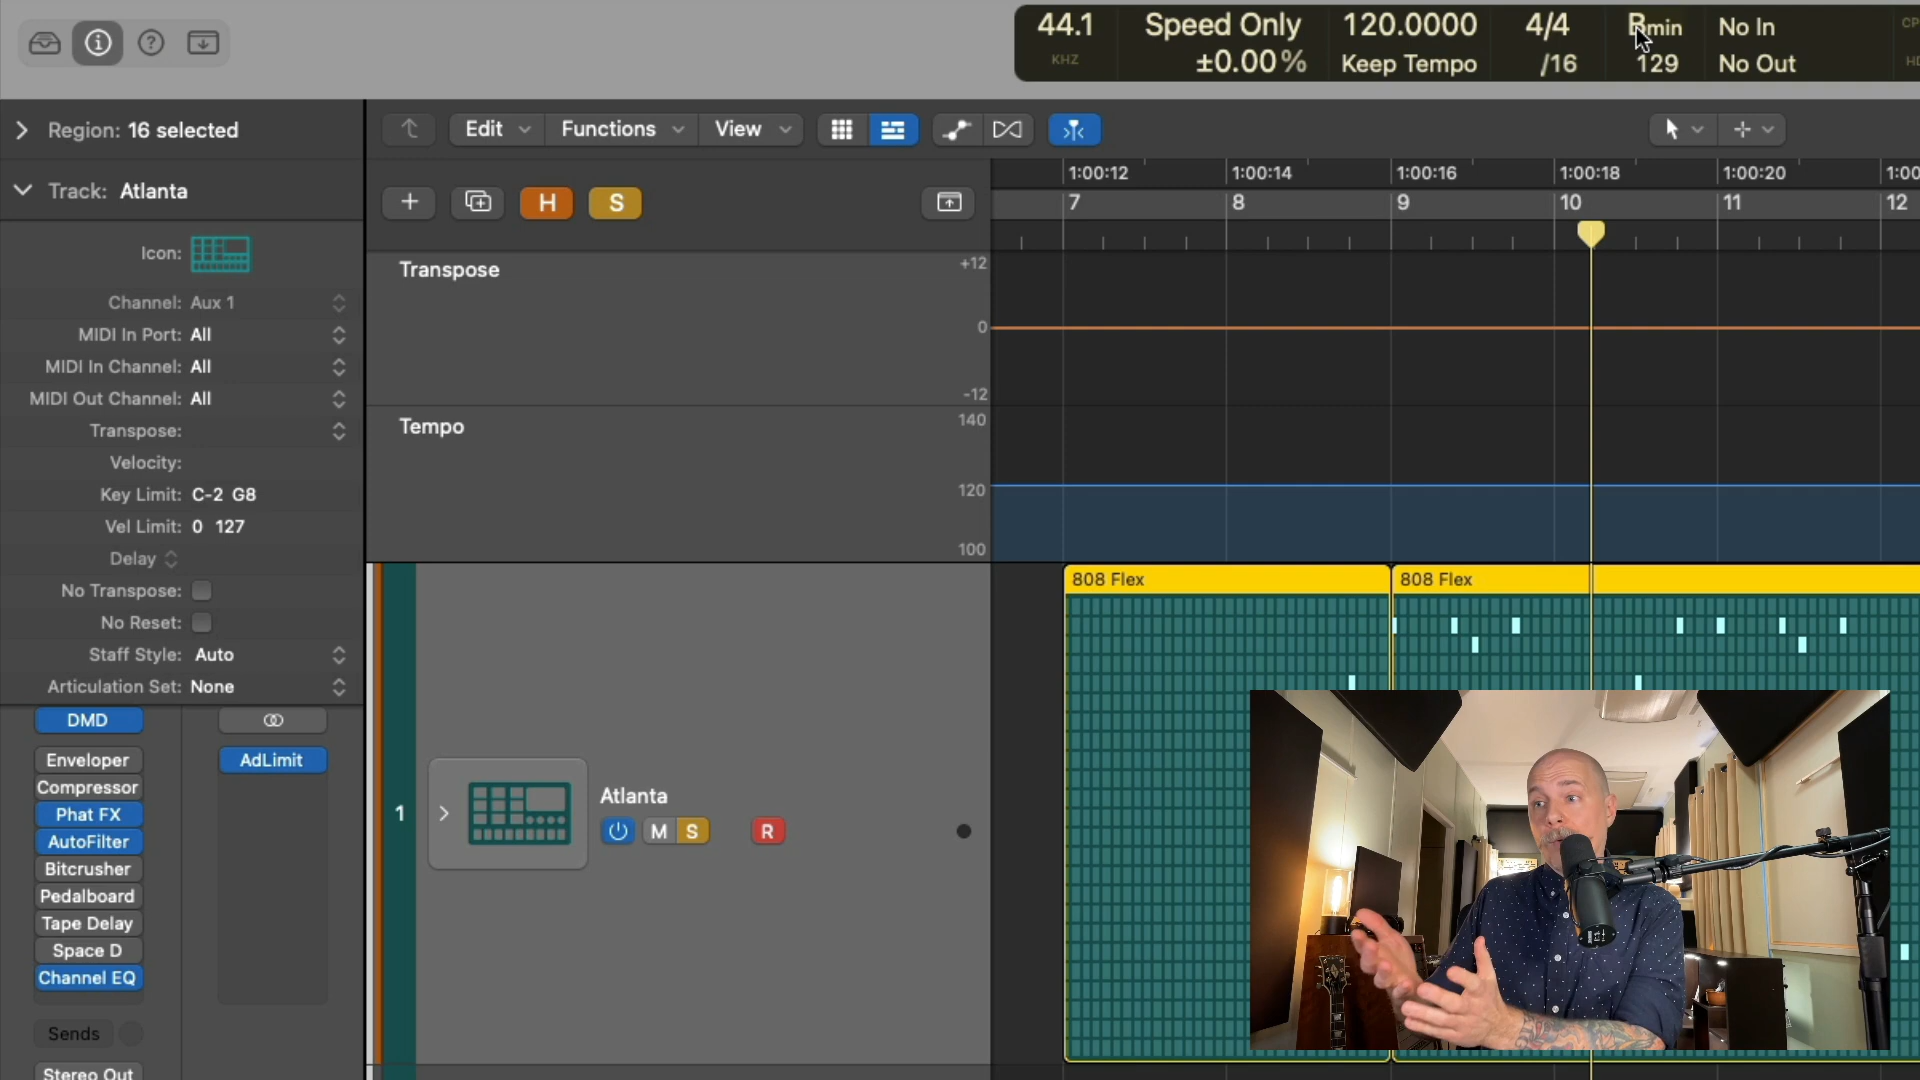 44.1
KHZ
Speed Only
±0.00%
120.0000
Keep Tempo
4/4
/16
Bmin
129
No In
No Out
CP
HD
Region: 16 selected
Edit
Functions
View
Track: Atlanta
H
S
1:00:12
1:00:14
1:00:16
1:00:18
1:00:20
1:00
7
8
9
10
11
12
Icon:
Channel: Aux 1
MIDI In Port: All
MIDI In Channel: All
MIDI Out Channel: All
Transpose:
Velocity:
Key Limit: C-2 G8
Vel Limit: 0 127
Delay
No Transpose:
No Reset:
Staff Style: Auto
Articulation Set: None
Transpose
+12
0
-12
Tempo
140
120
100
808 Flex
808 Flex
1
Atlanta
M
S
R
DMD
Enveloper
Compressor
Phat FX
AutoFilter
Bitcrusher
Pedalboard
Tape Delay
Space D
Channel EQ
AdLimit
Sends
Stereo Out